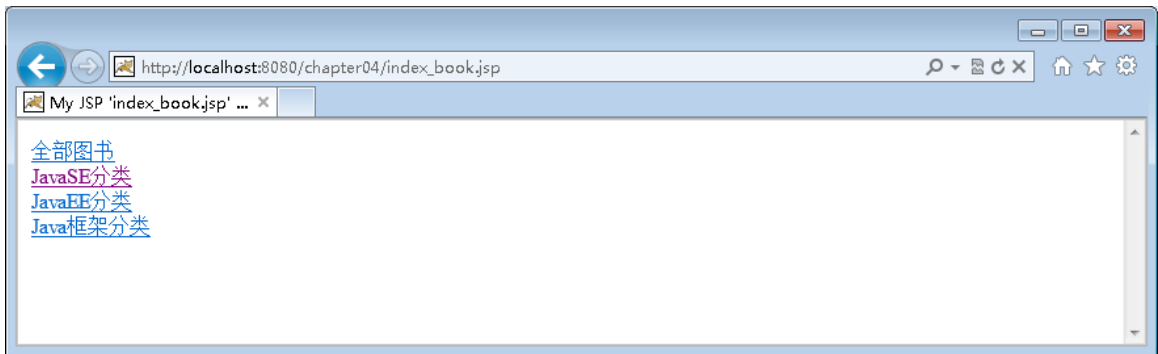 http://localhost:8080/chapter04/index_book.jsp
My JSP 'index_book.jsp' ...
全部图书
JavaSE分类
JavaEE分类
Java框架分类